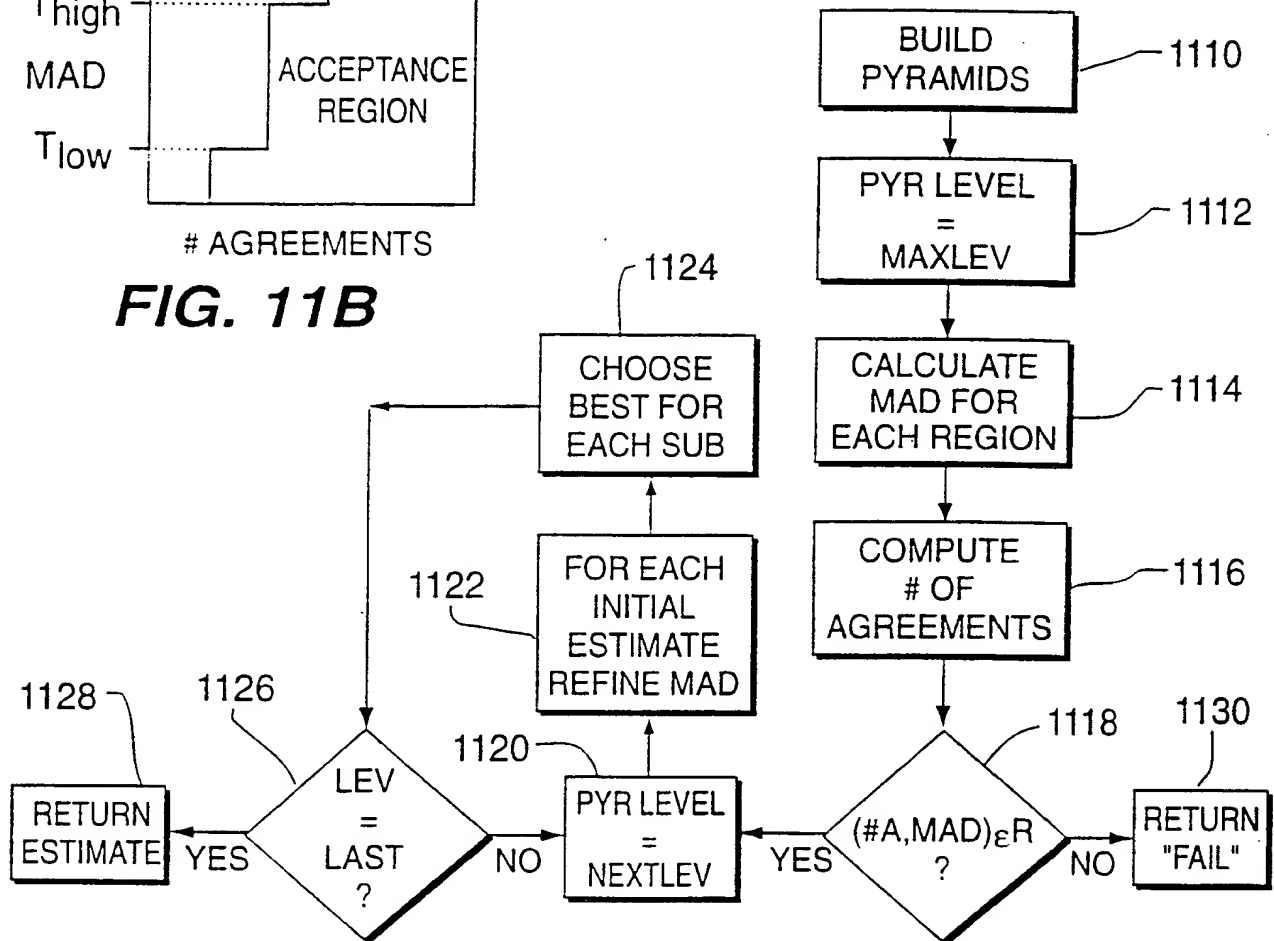 Thigh
MAD
Tlow
ACCEPTANCE
REGION
# AGREEMENTS
FIG. 11B
BUILD
PYRAMIDS
1110
PYR LEVEL
=
MAXLEV
1112
CALCULATE
MAD FOR
EACH REGION
1114
COMPUTE
# OF
AGREEMENTS
1116
(#A,MAD)εR
?
1118
YES
NO
RETURN
"FAIL"
1130
PYR LEVEL
=
NEXTLEV
1120
FOR EACH
INITIAL
ESTIMATE
REFINE MAD
1122
CHOOSE
BEST FOR
EACH SUB
1124
LEV
=
LAST
?
1126
YES
NO
RETURN
ESTIMATE
1128